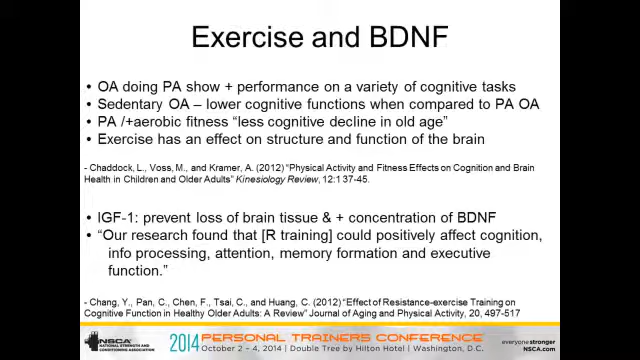 Exercise and BDNF
• OA doing PA show + performance on a variety of cognitive tasks
• Sedentary OA – lower cognitive functions when compared to PA OA
• PA /+aerobic fitness “less cognitive decline in old age”
• Exercise has an effect on structure and function of the brain
- Chaddock, L., Voss, M., and Kramer, A. (2012) “Physical Activity and Fitness Effects on Cognition and Brain
Health in Children and Older Adults” Kinesiology Review, 12:1 37-45.
• IGF-1: prevent loss of brain tissue & + concentration of BDNF
• “Our research found that [R training] could positively affect cognition,
info processing, attention, memory formation and executive
function.”
- Chang, Y., Pan, C., Chen, F., Tsai, C., and Huang, C. (2012) “Effect of Resistance-exercise Training on
Cognitive Function in Healthy Older Adults: A Review” Journal of Aging and Physical Activity, 20, 497-517
NSCA
NATIONAL STRENGTH AND
CONDITIONING ASSOCIATION
2014 PERSONAL TRAINERS CONFERENCE
October 2 – 4, 2014 | Double Tree by Hilton Hotel | Washington, D.C.
everyone stronger
NSCA.com